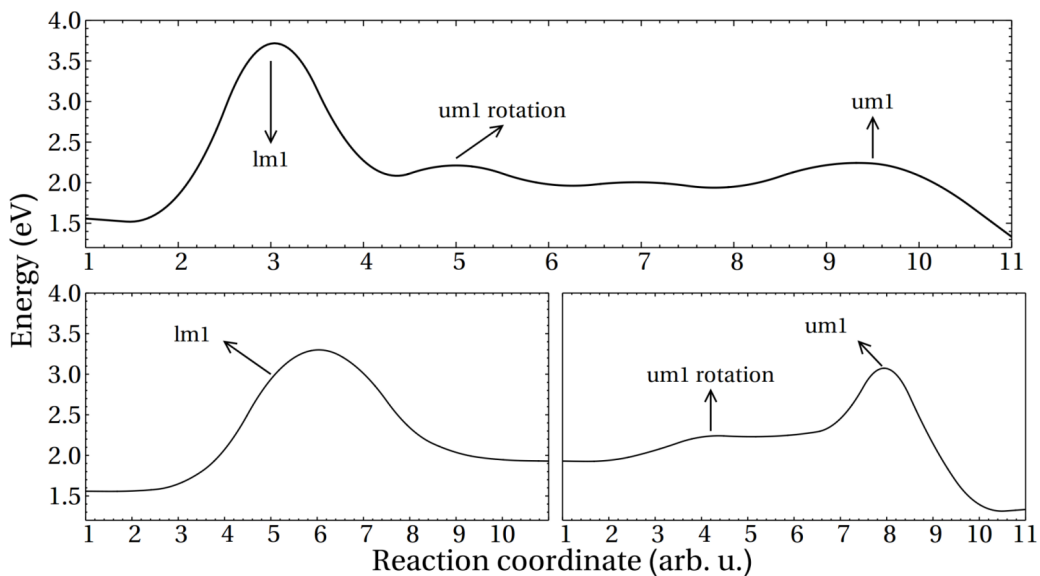 4.0
3.5
3.0
2.5
2.0
1.5
lm1
um1 rotation
um1
1 2 3 4 5 6 7 8 9 10 11
Energy (eV)
4.0
3.5
3.0
2.5
2.0
1.5
lm1
um1 rotation
um1
1 2 3 4 5 6 7 8 9 10
1 2 3 4 5 6 7 8 9 10 11
Reaction coordinate (arb. u.)